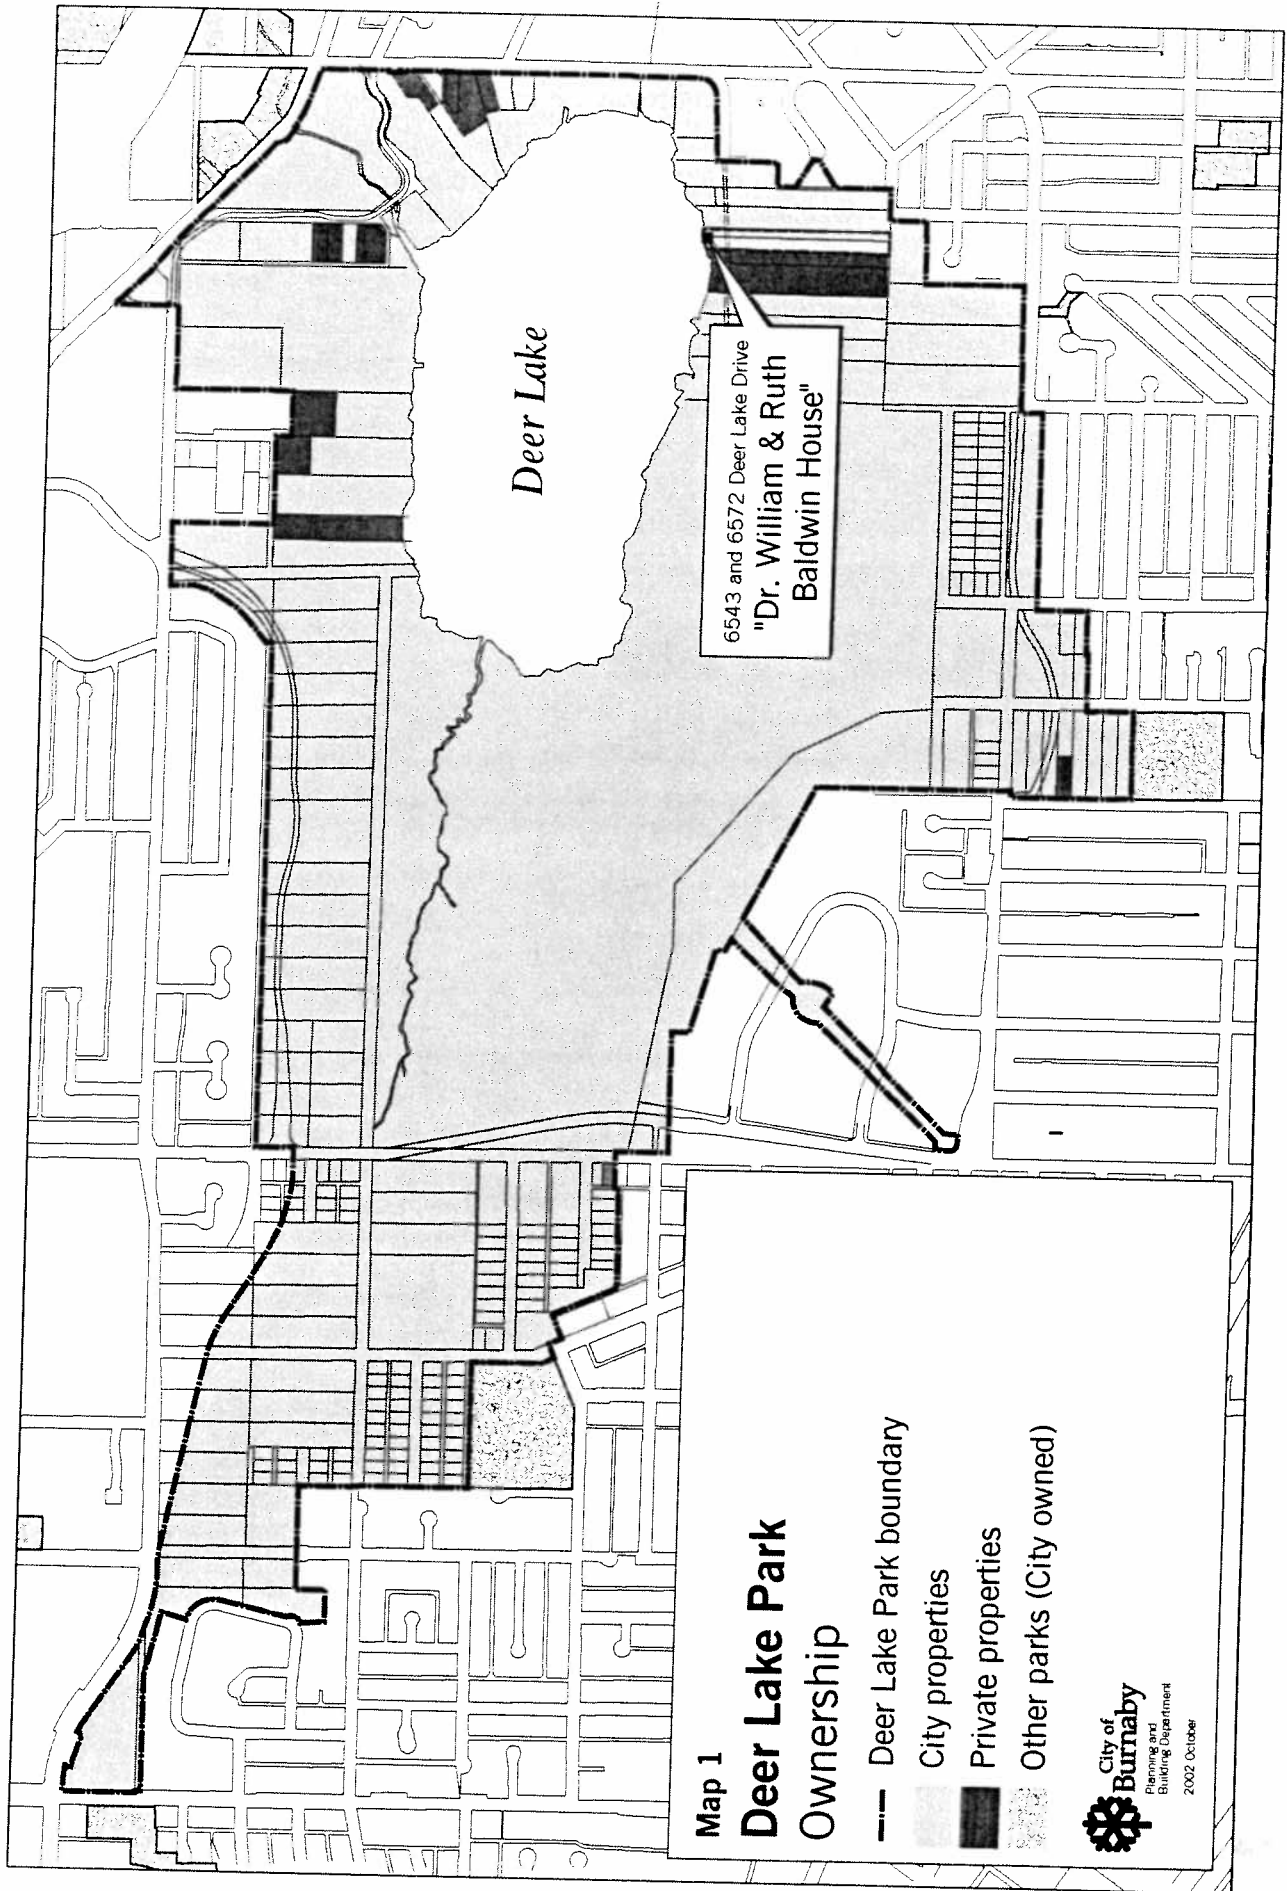 Deer Lake
6543 and 6572 Deer Lake Drive
"Dr. William & Ruth
Baldwin House"
Map 1
Deer Lake Park
Ownership
Deer Lake Park boundary
City properties
Private properties
Other parks (City owned)
City of
Burnaby
Planning and
Building Department
2002 October